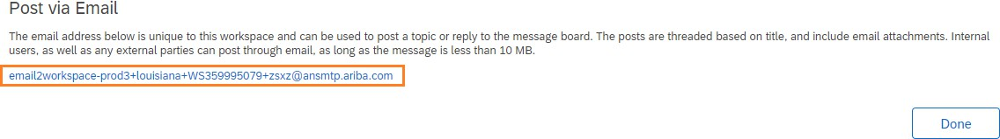 Post via Email
The email address below is unique to this workspace and can be used to post a topic or reply to the message board. The posts are threaded based on title, and include email attachments. Internal
users, as well as any external parties can post through email, as long as the message is less than 10 MB.
email2workspace-prod3+louisiana+WS359995079+zsxz@ansmtp.ariba.com
Done